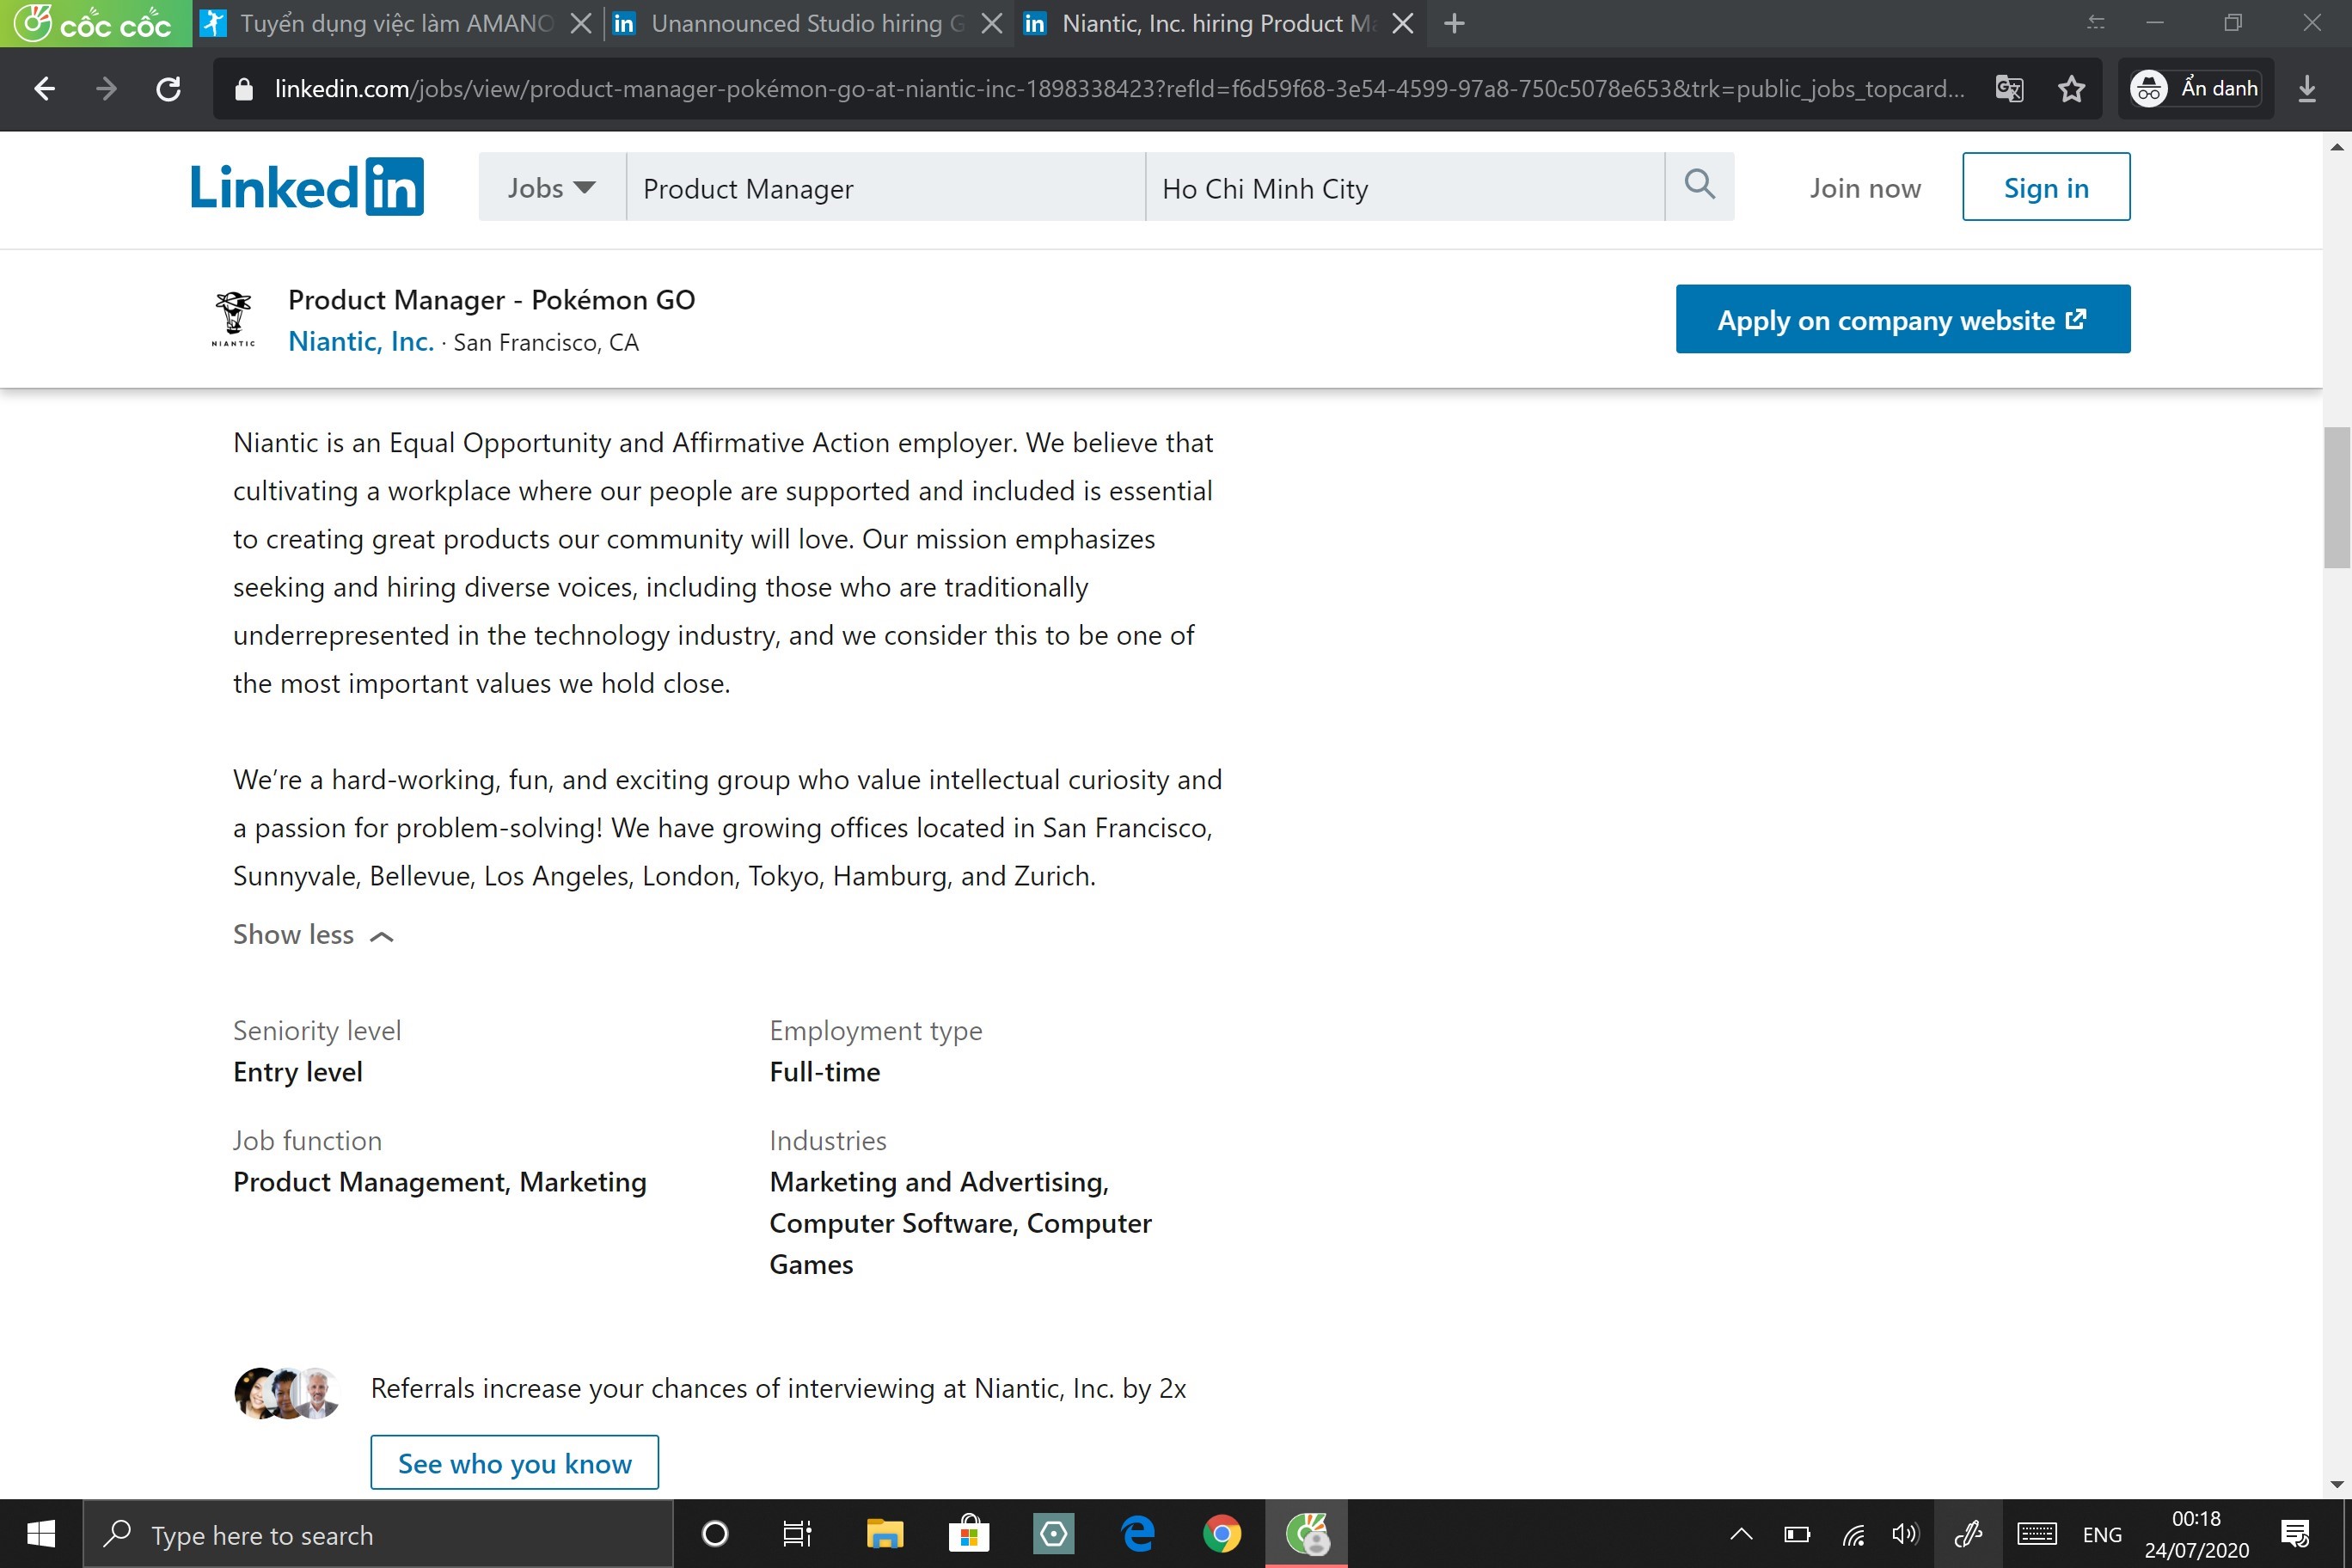 cốc cốc
Tuyển dụng việc làm AMANO
Unannounced Studio hiring G
Niantic, Inc. hiring Product Ma
linkedin.com/jobs/view/product-manager-pokémon-go-at-niantic-inc-1898338423?refId=f6d59f68-3e54-4599-97a8-750c5078e653&trk=public_jobs_topcard...
Ẩn danh
Linkedin
Jobs
Product Manager
Ho Chi Minh City
Join now
Sign in
NIANTIC
Product Manager - Pokémon GO
Niantic, Inc. · San Francisco, CA
Apply on company website
Niantic is an Equal Opportunity and Affirmative Action employer. We believe that
cultivating a workplace where our people are supported and included is essential
to creating great products our community will love. Our mission emphasizes
seeking and hiring diverse voices, including those who are traditionally
underrepresented in the technology industry, and we consider this to be one of
the most important values we hold close.
We’re a hard-working, fun, and exciting group who value intellectual curiosity and
a passion for problem-solving! We have growing offices located in San Francisco,
Sunnyvale, Bellevue, Los Angeles, London, Tokyo, Hamburg, and Zurich.
Show less
Seniority level
Entry level
Employment type
Full-time
Job function
Product Management, Marketing
Industries
Marketing and Advertising,
Computer Software, Computer
Games
Referrals increase your chances of interviewing at Niantic, Inc. by 2x
See who you know
Type here to search
ENG
00:18
24/07/2020